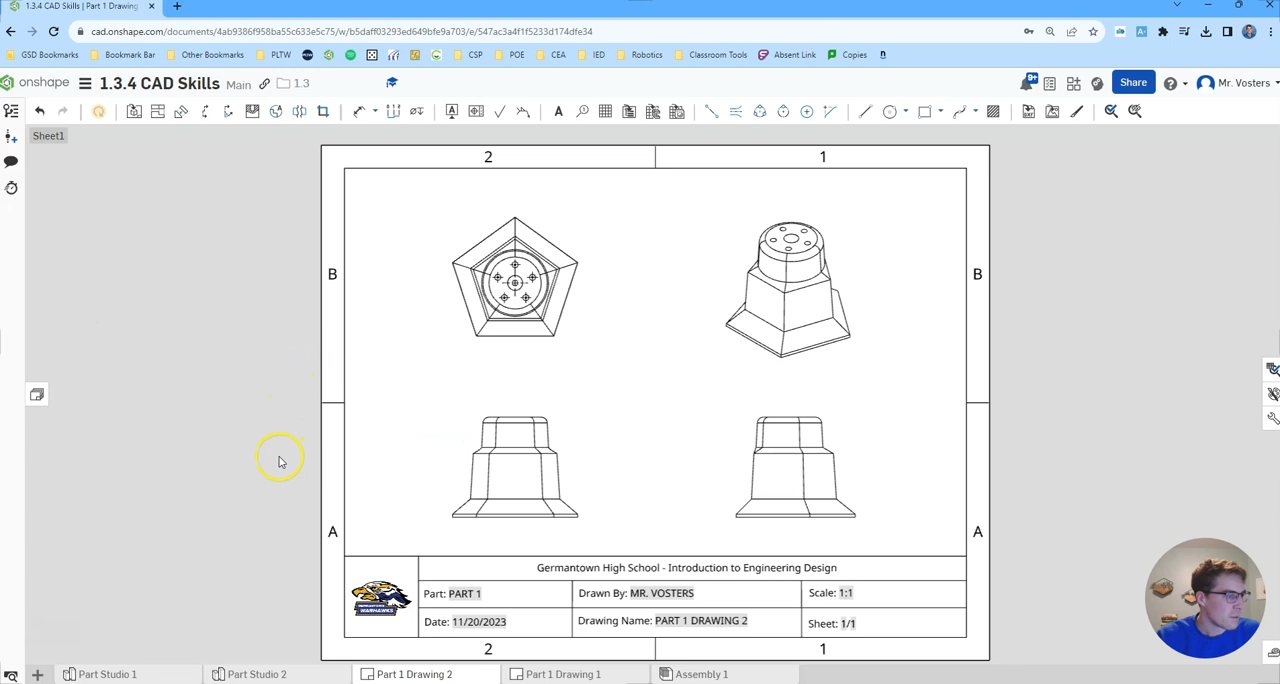 1.3.4 CAD Skills | Part 1 Drawing
cad.onshape.com/documents/4ab9386f958ba55c633e5c75/w/b5daff03293ed649bfe9a703/e/547ac3a4f1f5233d174dfe34
GSD Bookmarks
Bookmark Bar
Other Bookmarks
PLTW
CSP
POE
CEA
IED
Robotics
Classroom Tools
Absent Link
Copies
onshape
1.3.4 CAD Skills Main
1.3
9+
Share
Mr. Vosters
Sheet1
2 1
B B
A A
Germantown High School - Introduction to Engineering Design
Part: PART 1
Drawn By: MR. VOSTERS
Scale: 1:1
Date: 11/20/2023
Drawing Name: PART 1 DRAWING 2
Sheet: 1/1
2 1
Part Studio 1
Part Studio 2
Part 1 Drawing 2
Part 1 Drawing 1
Assembly 1